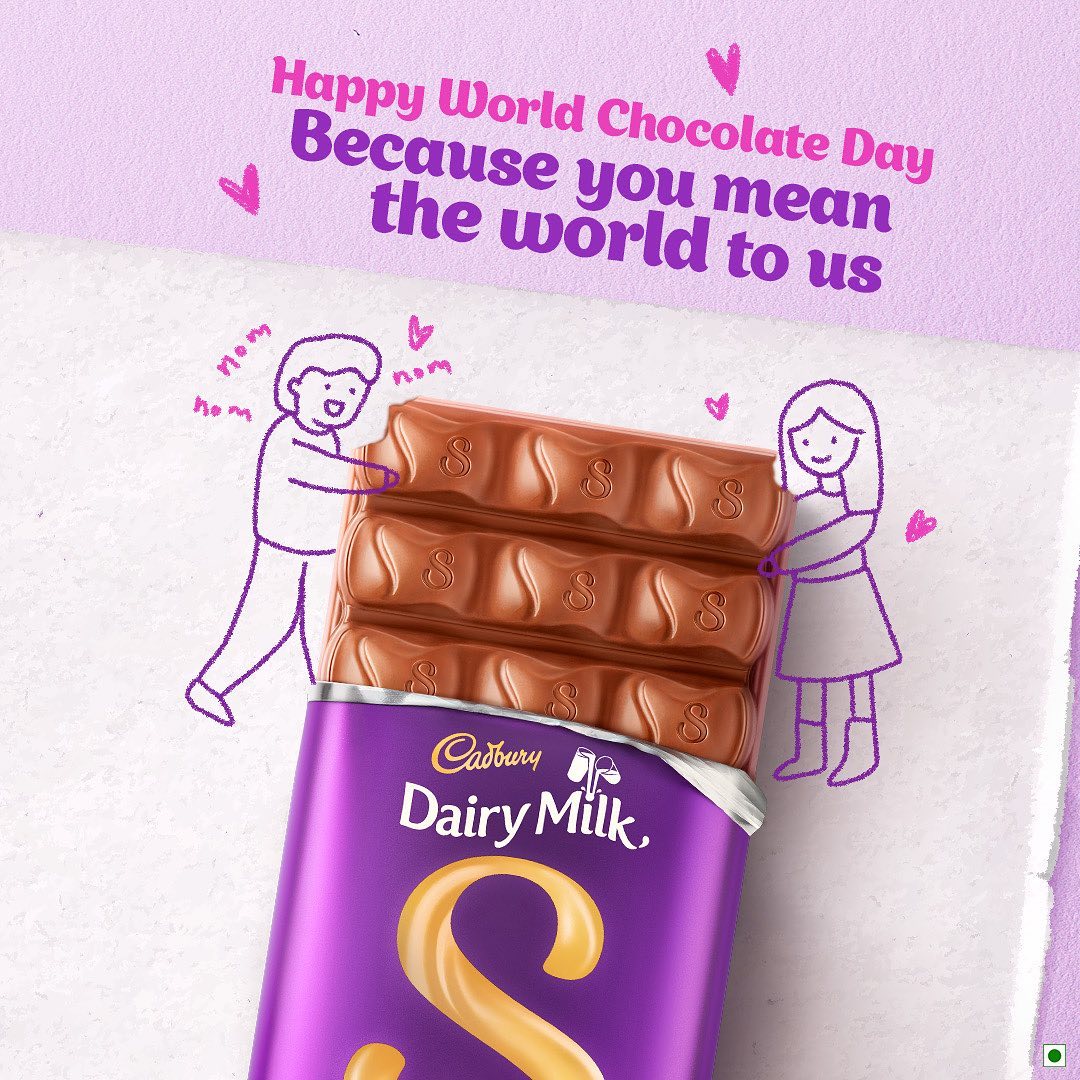 Happy World Chocolate Day
Because you mean
the world to us
nom
nom
nom
S S S
S S S
S S S
Cadbury
Dairy Milk
S